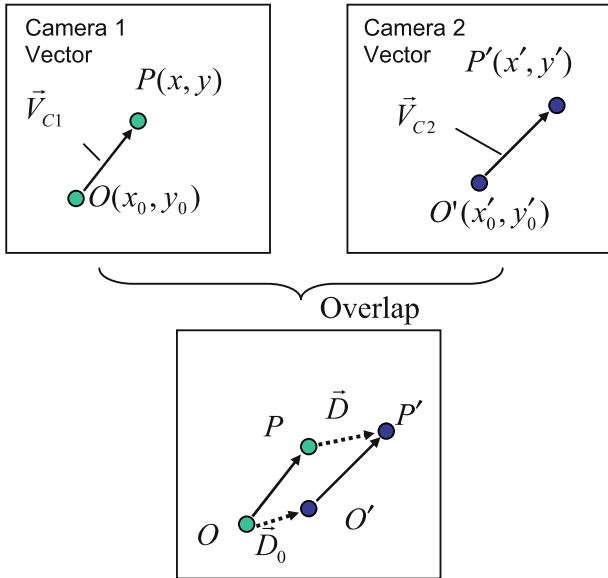 Camera 1
Vector
P(x, y)
V⃗_{C1}
O(x₀, y₀)
Camera 2
Vector
P′(x′, y′)
V⃗_{C2}
O'(x′₀, y′₀)
Overlap
P
D⃗
P′
O
D⃗₀
O′